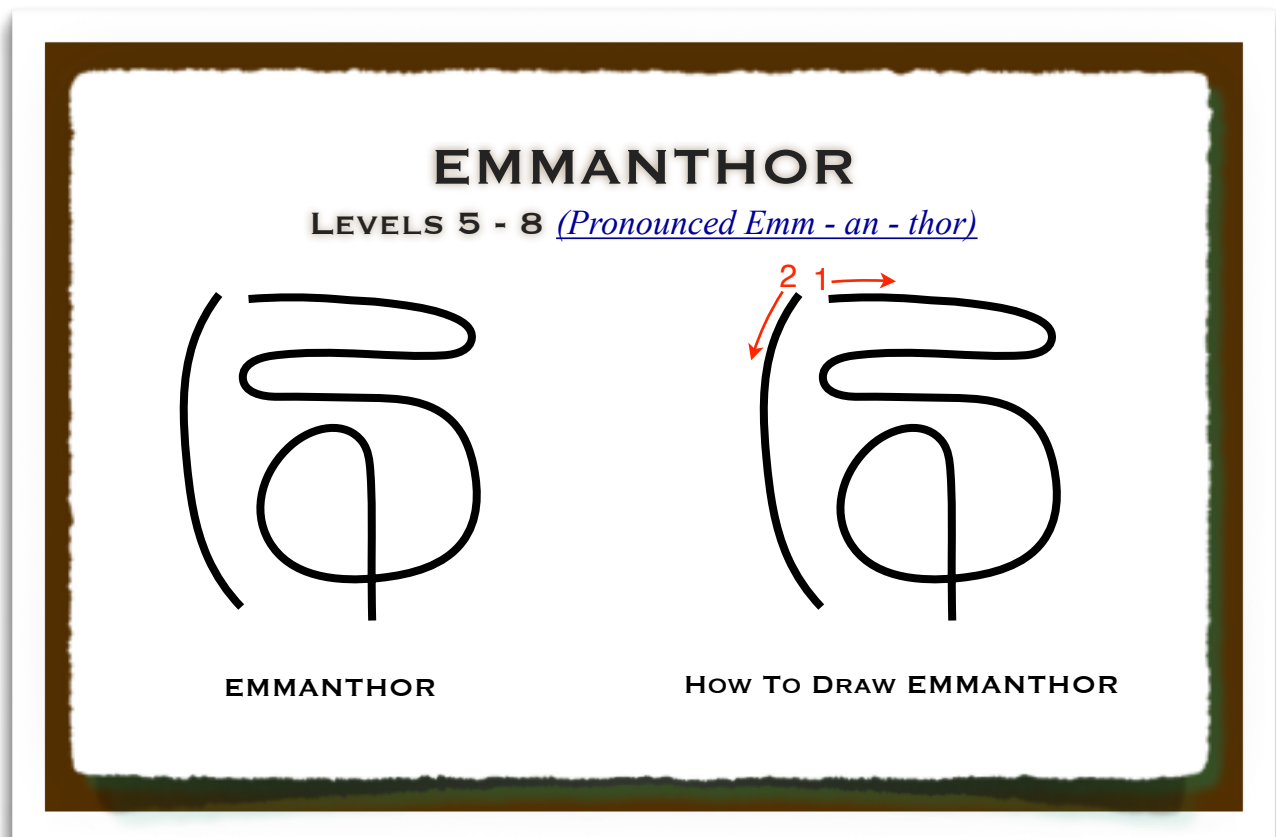 EMMANTHOR
LEVELS 5 - 8 (Pronounced Emm - an - thor)
2 1
EMMANTHOR
HOW TO DRAW EMMANTHOR